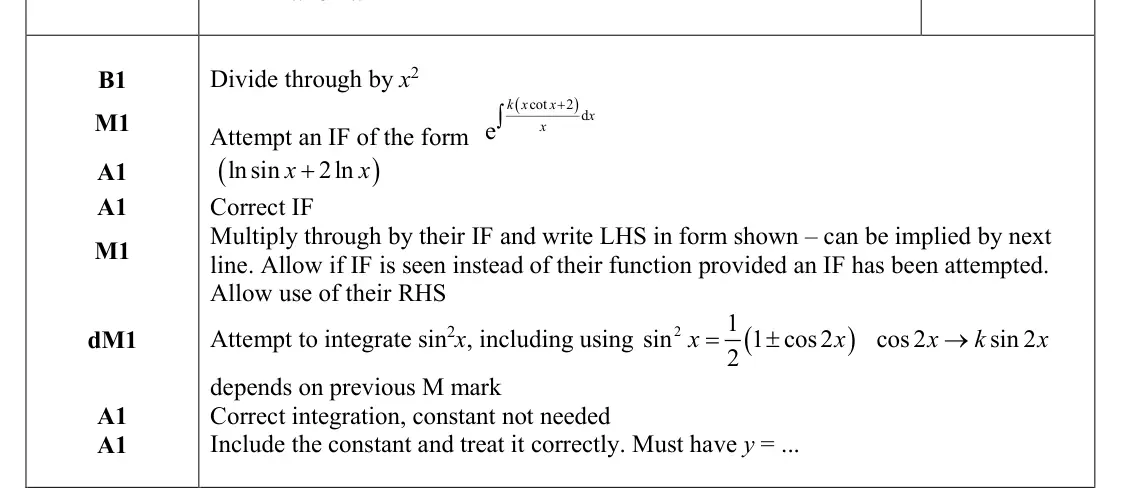 B1 Divide through by x²
M1 Attempt an IF of the form e^{∫ k(x cot x+2)/x dx}
A1 (ln sin x + 2 ln x)
A1 Correct IF
M1 Multiply through by their IF and write LHS in form shown – can be implied by next
line. Allow if IF is seen instead of their function provided an IF has been attempted.
Allow use of their RHS
dM1 Attempt to integrate sin²x, including using sin² x = 1/2 (1 ± cos 2x) cos 2x → k sin 2x
depends on previous M mark
A1 Correct integration, constant not needed
A1 Include the constant and treat it correctly. Must have y = ...